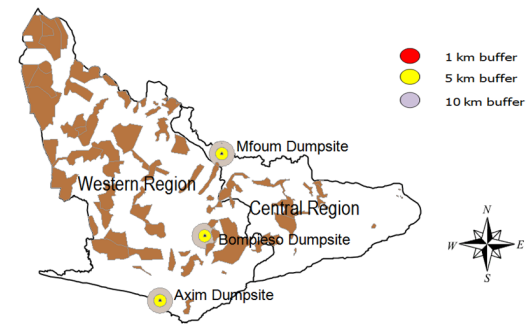 1 km buffer
5 km buffer
10 km buffer
Mfoum Dumpsite
Western Region
Central Region
Bompieso Dumpsite
Axim Dumpsite
N
W E
S